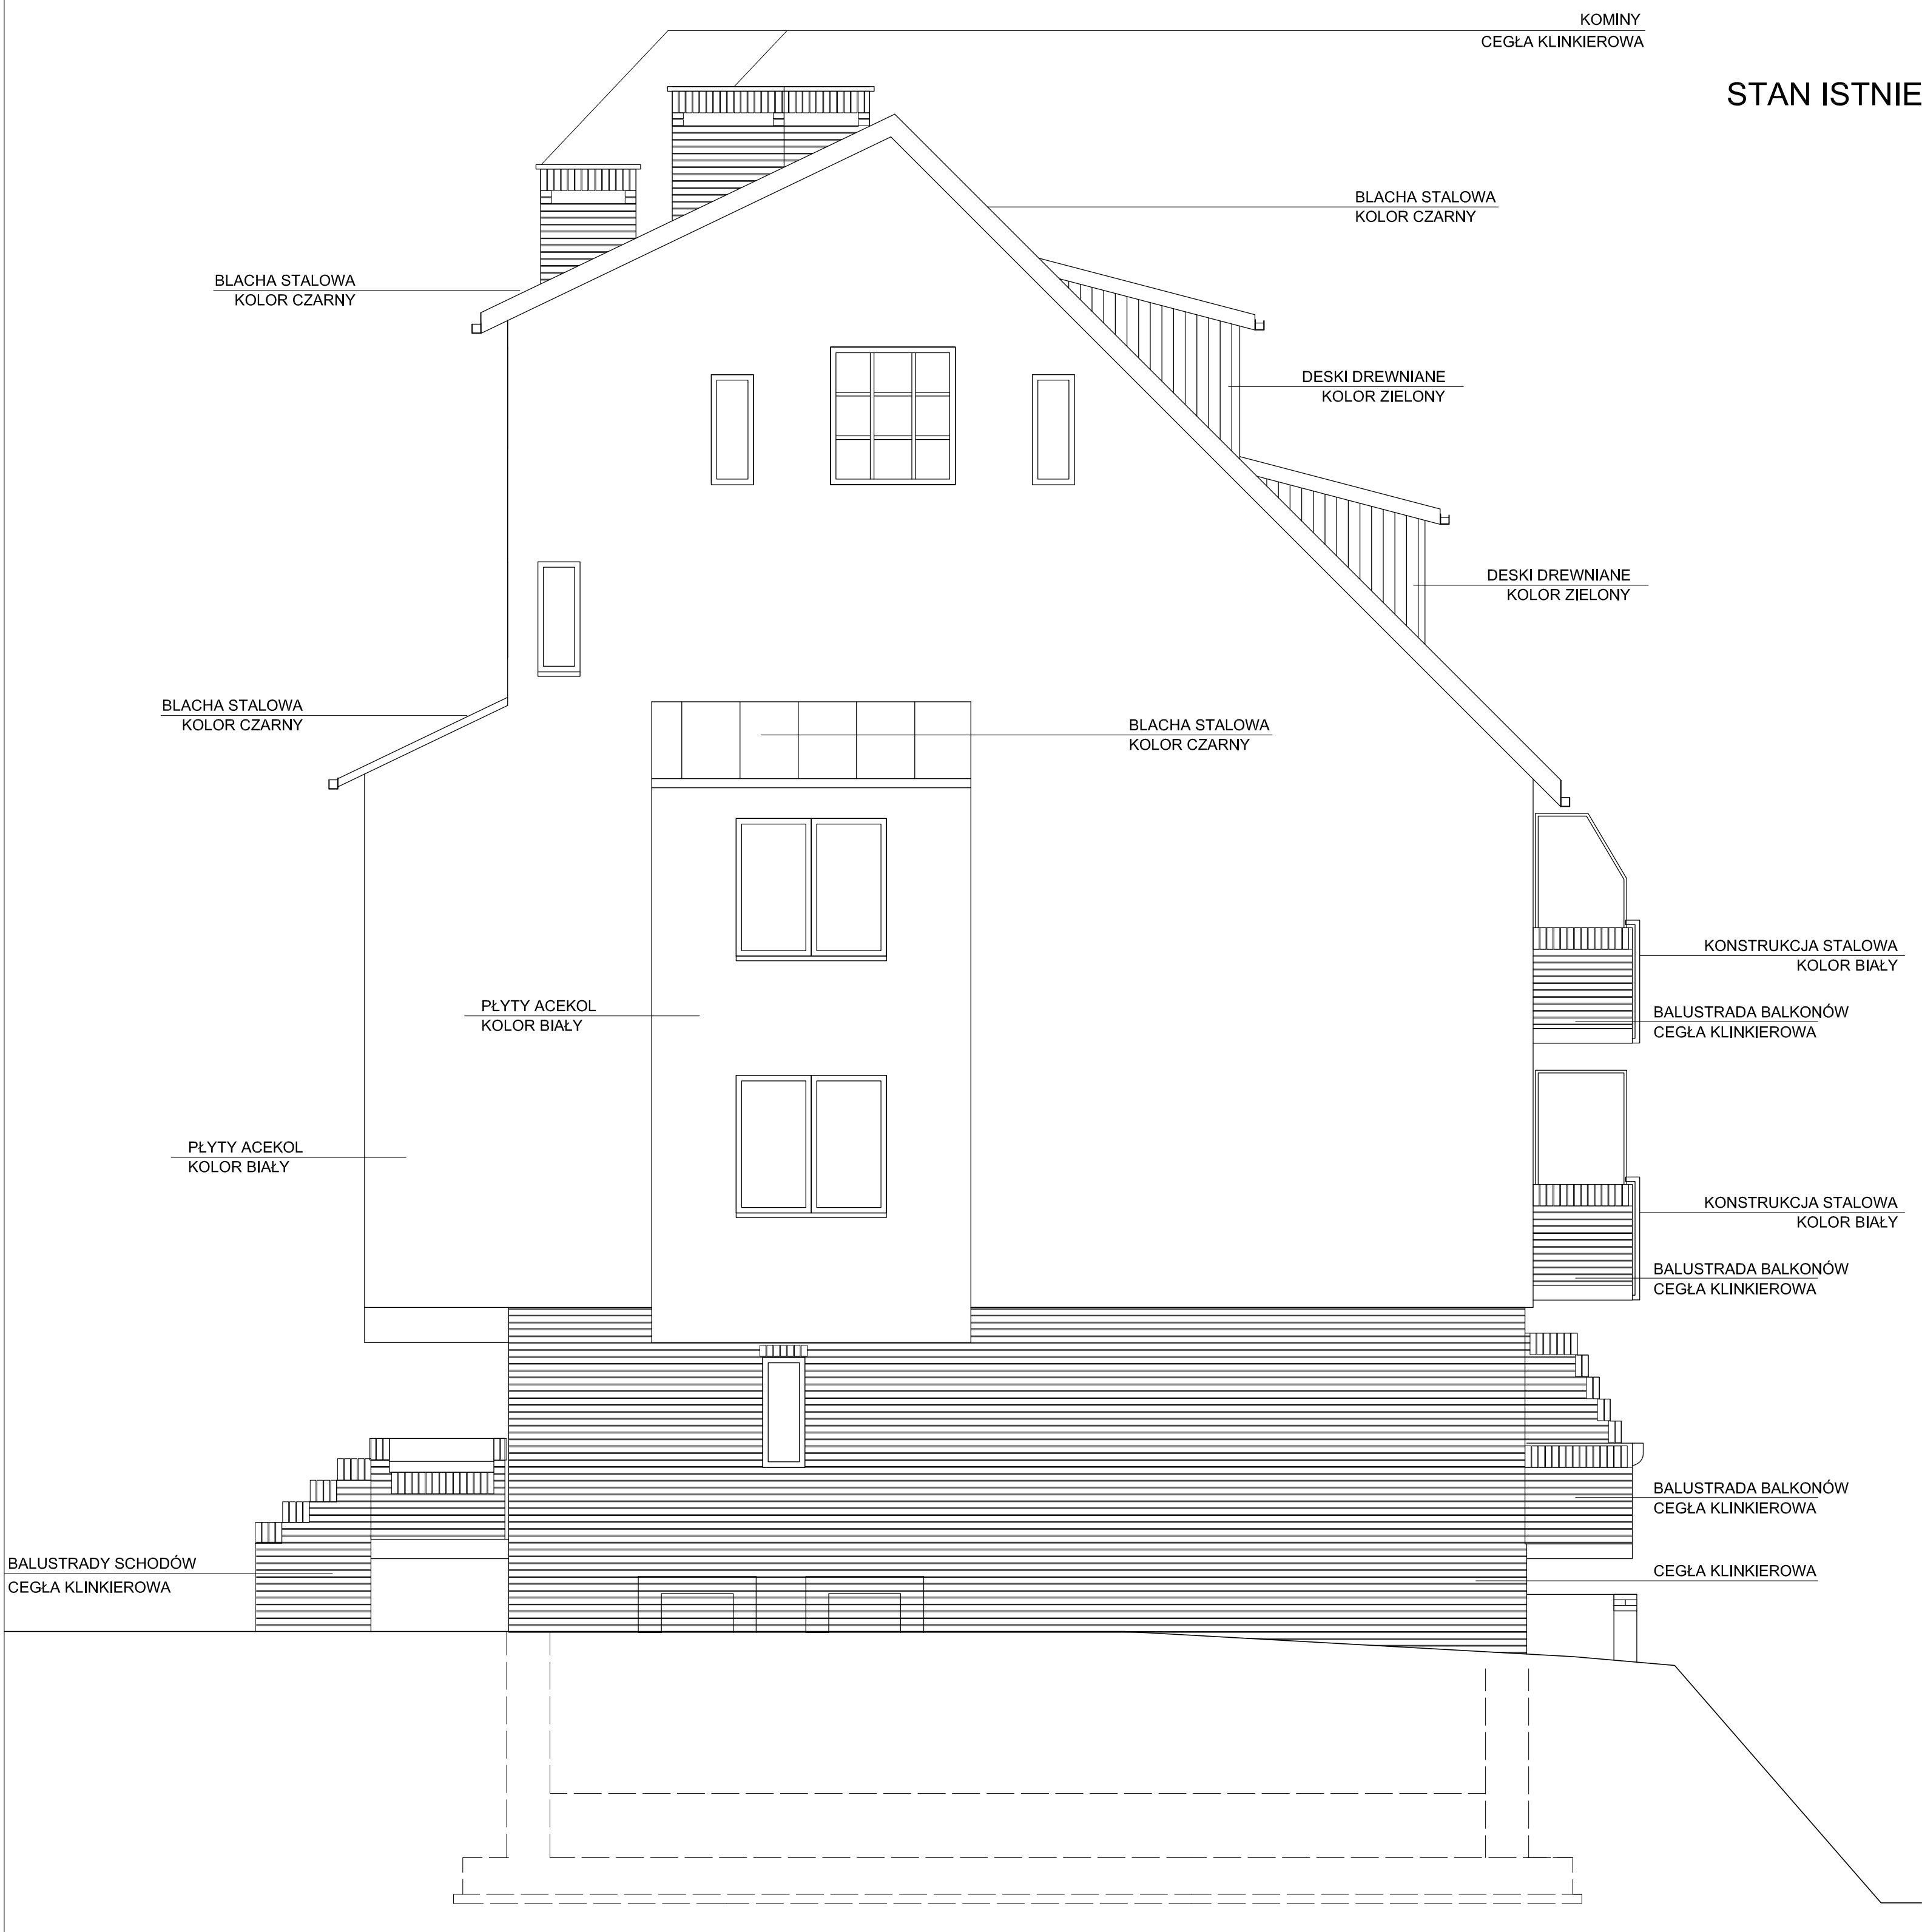 KOMINY
CEGŁA KLINKIEROWA
STAN ISTNIE
BLACHA STALOWA
KOLOR CZARNY
BLACHA STALOWA
KOLOR CZARNY
DESKI DREWNIANE
KOLOR ZIELONY
DESKI DREWNIANE
KOLOR ZIELONY
BLACHA STALOWA
KOLOR CZARNY
BLACHA STALOWA
KOLOR CZARNY
KONSTRUKCJA STALOWA
KOLOR BIAŁY
PŁYTY ACEKOL
KOLOR BIAŁY
BALUSTRADA BALKONÓW
CEGŁA KLINKIEROWA
PŁYTY ACEKOL
KOLOR BIAŁY
KONSTRUKCJA STALOWA
KOLOR BIAŁY
BALUSTRADA BALKONÓW
CEGŁA KLINKIEROWA
BALUSTRADA BALKONÓW
CEGŁA KLINKIEROWA
BALUSTRADY SCHODÓW
CEGŁA KLINKIEROWA
CEGŁA KLINKIEROWA